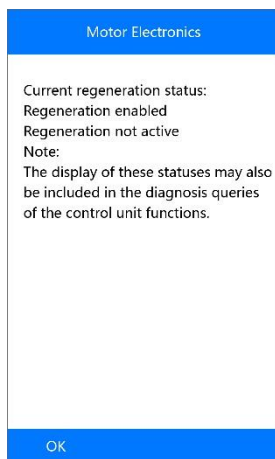 Motor Electronics
Current regeneration status:
Regeneration enabled
Regeneration not active
Note:
The display of these statuses may also
be included in the diagnosis queries
of the control unit functions.
OK